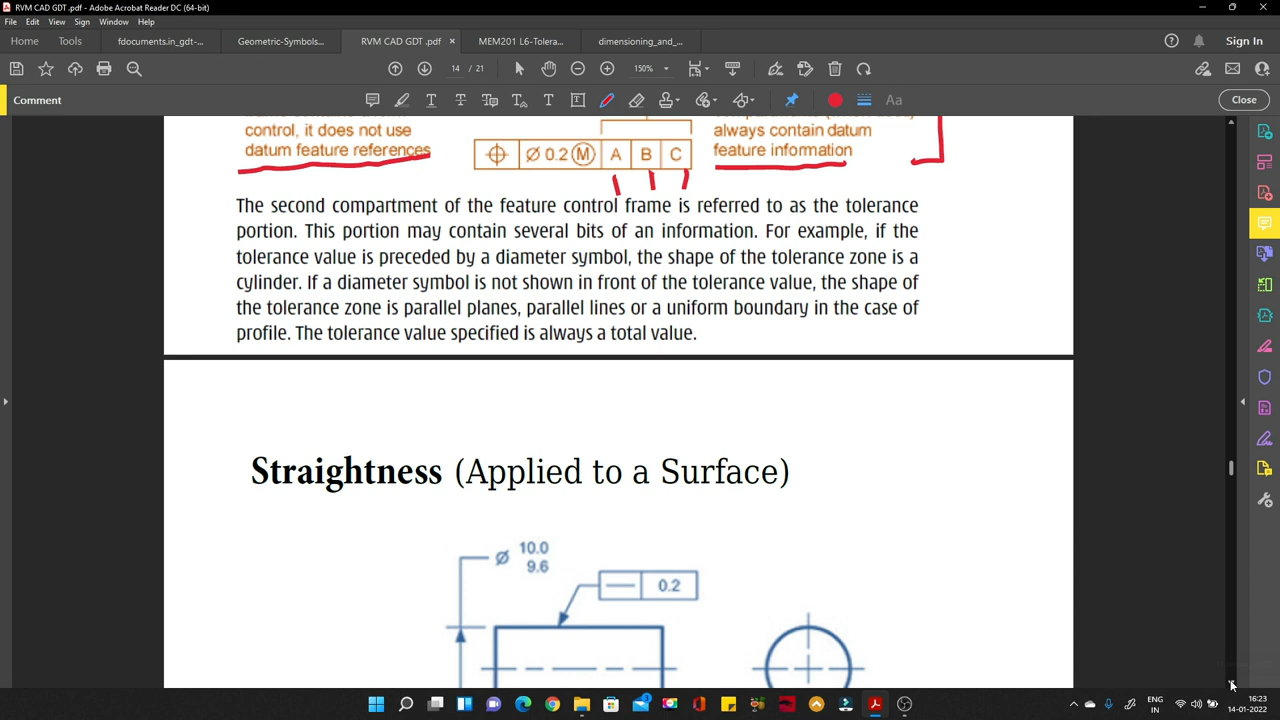 RVM CAD GDT .pdf - Adobe Acrobat Reader DC (64-bit)
File Edit View Sign Window Help
Home Tools fdocuments.in_gdt-... Geometric-Symbols... RVM CAD GDT .pdf × MEM201 L6-Tolera... dimensioning_and_... Sign In
14 / 21 150%
Comment Aa Close
control, it does not use
datum feature references
Ø 0.2 Ⓜ A B C
always contain datum
feature information
The second compartment of the feature control frame is referred to as the tolerance
portion. This portion may contain several bits of an information. For example, if the
tolerance value is preceded by a diameter symbol, the shape of the tolerance zone is a
cylinder. If a diameter symbol is not shown in front of the tolerance value, the shape of
the tolerance zone is parallel planes, parallel lines or a uniform boundary in the case of
profile. The tolerance value specified is always a total value.
Straightness (Applied to a Surface)
Ø 10.0
9.6
0.2
ENG
IN
16:23
14-01-2022